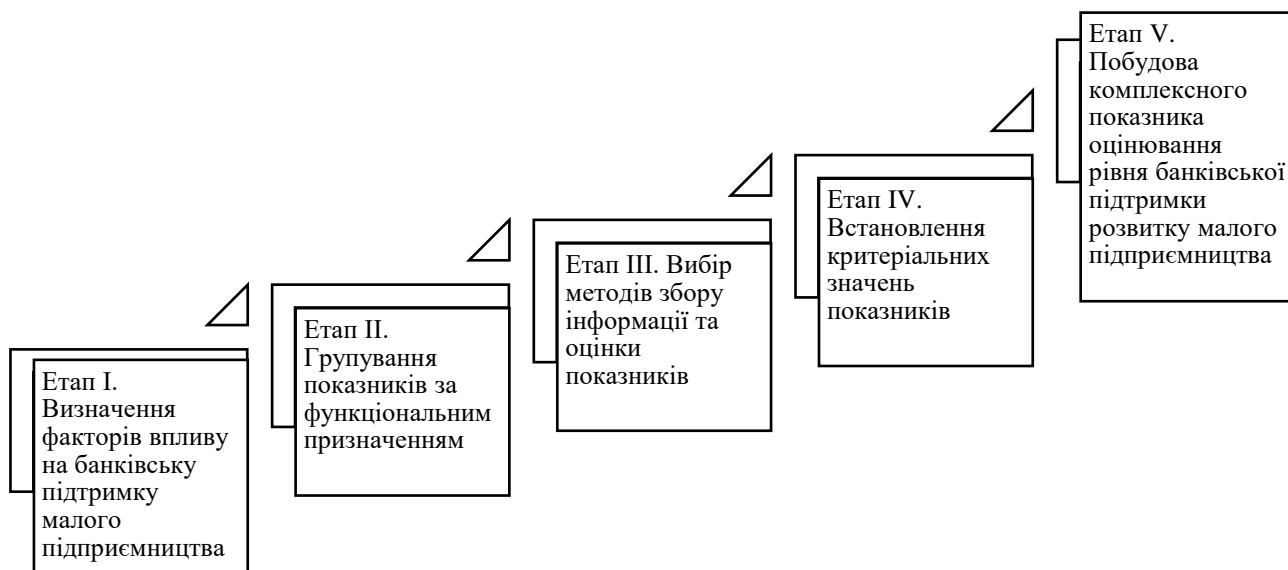 Етап I.
Визначення
факторів впливу
на банківську
підтримку
малого
підприємництва
Етап II.
Групування
показників за
функціональним
призначенням
Етап III. Вибір
методів збору
інформації та
оцінки
показників
Етап IV.
Встановлення
критеріальних
значень
показників
Етап V.
Побудова
комплексного
показника
оцінювання
рівня банківської
підтримки
розвитку малого
підприємництва